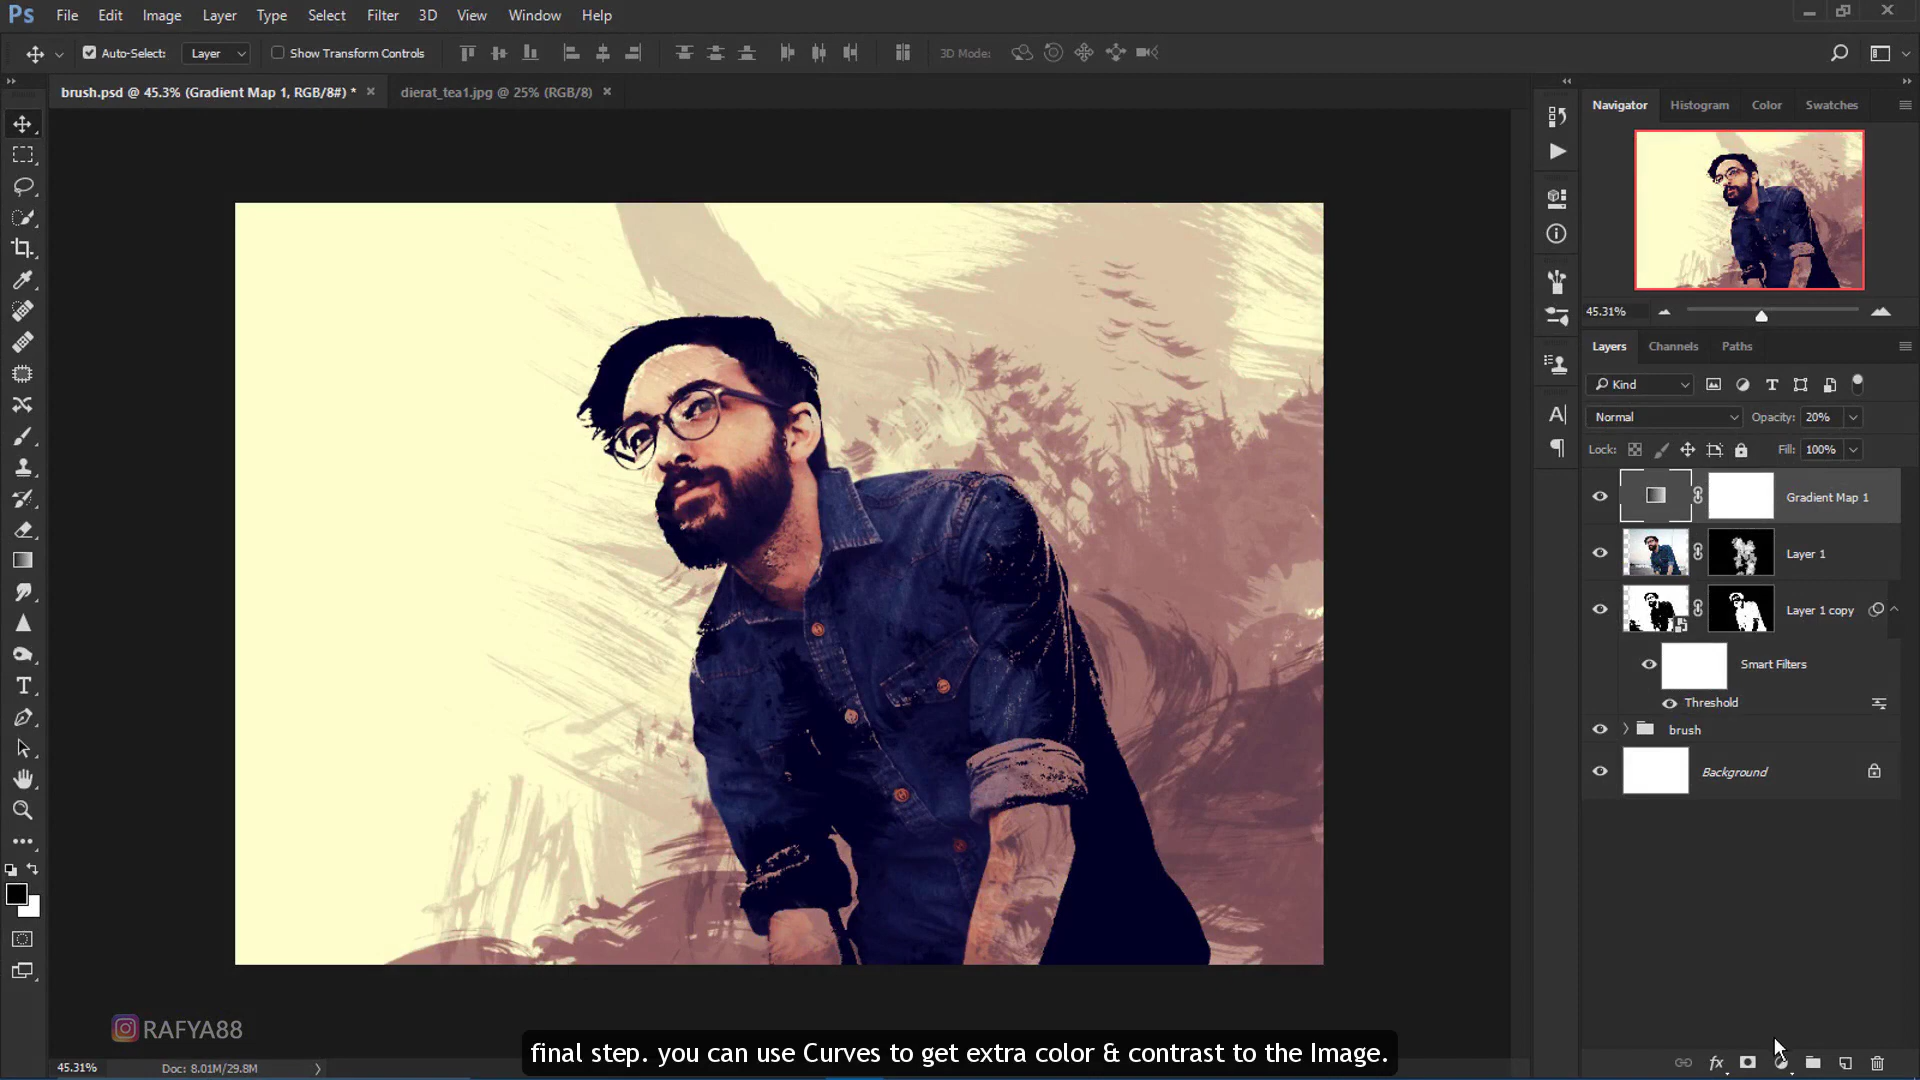 Ps File Edit Image Layer Type Select Filter 3D View Window Help
Auto-Select: Layer Show Transform Controls 3D Mode:
brush.psd @ 45.3% (Gradient Map 1, RGB/8#) * dierat_tea1.jpg @ 25% (RGB/8)
Navigator Histogram Color Swatches
45.31%
Layers Channels Paths
Kind
Normal Opacity: 20%
Lock: Fill: 100%
Gradient Map 1
Layer 1
Layer 1 copy
Smart Filters
Threshold
brush
Background
RAFYA88
final step. you can use Curves to get extra color & contrast to the Image.
45.31% Doc: 8.01M/29.8M
fx